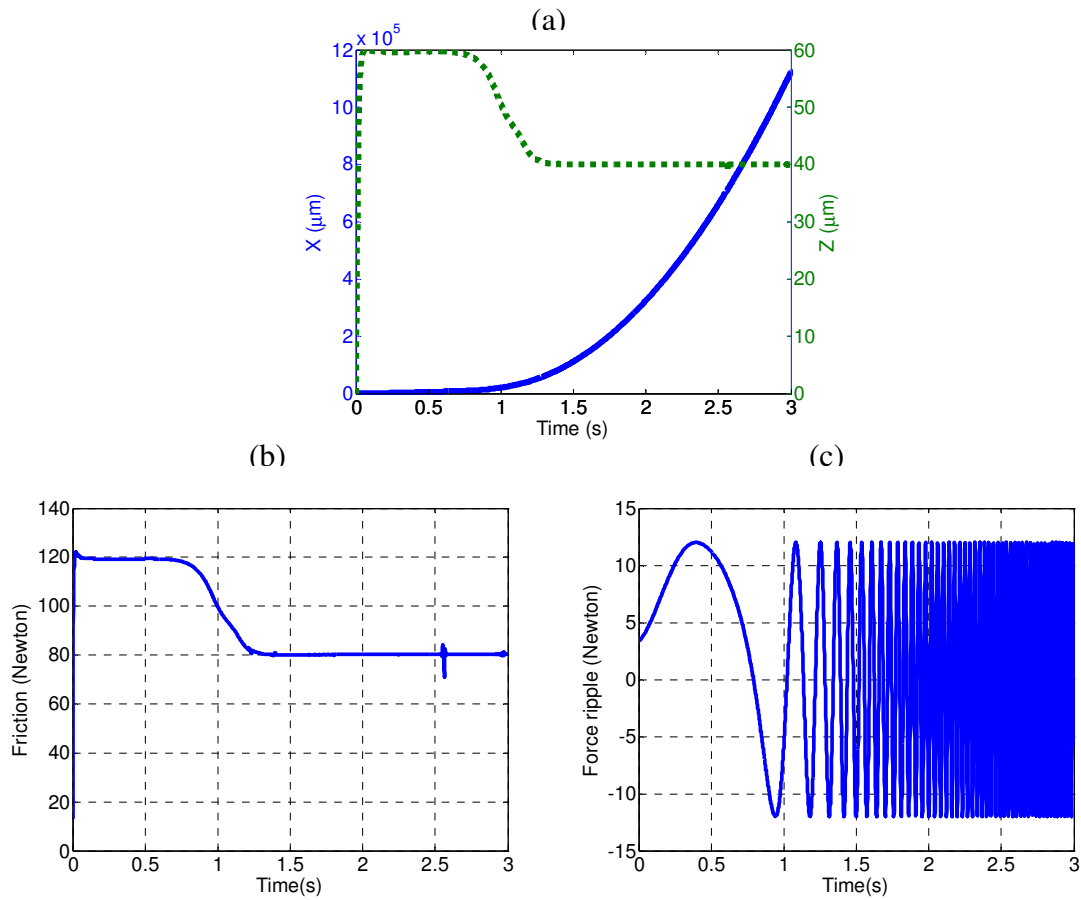 (a)
12 x 10^5
10
8
6
4
2
0
X (μm)
60
50
40
30
20
10
0
Z (μm)
0 0.5 1 1.5 2 2.5 3
Time (s)
(b)
140
120
100
80
60
40
20
0
Friction (Newton)
0 0.5 1 1.5 2 2.5 3
Time(s)
(c)
15
10
5
0
-5
-10
-15
Force ripple (Newton)
0 0.5 1 1.5 2 2.5 3
Time(s)